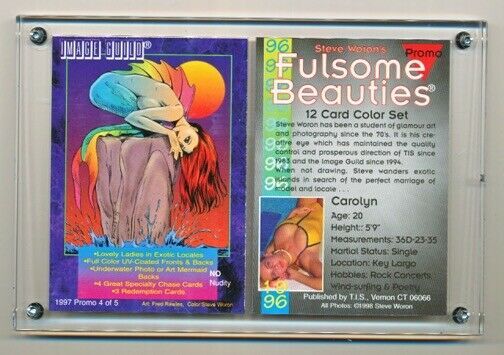 IMAGE GUILD®
•Lovely Ladies in Exotic Locales
•Full Color UV-Coated Fronts & Backs
•Underwater Photo or Art Mermaid
Backs
•4 Great Specialty Chase Cards
•3 Redemption Cards
NO
Nudity
1997 Promo 4 of 5
Color:Steve Woron
96
Steve Woron's
Promo
Fulsome
Beauties®
12 Card Color Set
Steve Woron has been a student of glamour art
and photography since the 70's. It is his cre
ative eye which has maintained the quality
control and prosperous direction of TIS since
and the Image Guild since 1994.
When not drawing, Steve wanders exotic
islands in search of the perfect marriage of
model and locale . . .
Carolyn
Age: 20
Height:: 5'9"
Measurements: 36D-23-35
Martial Status: Single
Location: Key Largo
Hobbies: Rock Concerts
Wind-surfing & Poetry
1996
Published by T.I.S., Vernon CT 06066
All Photos: ©1996 Steve Woron